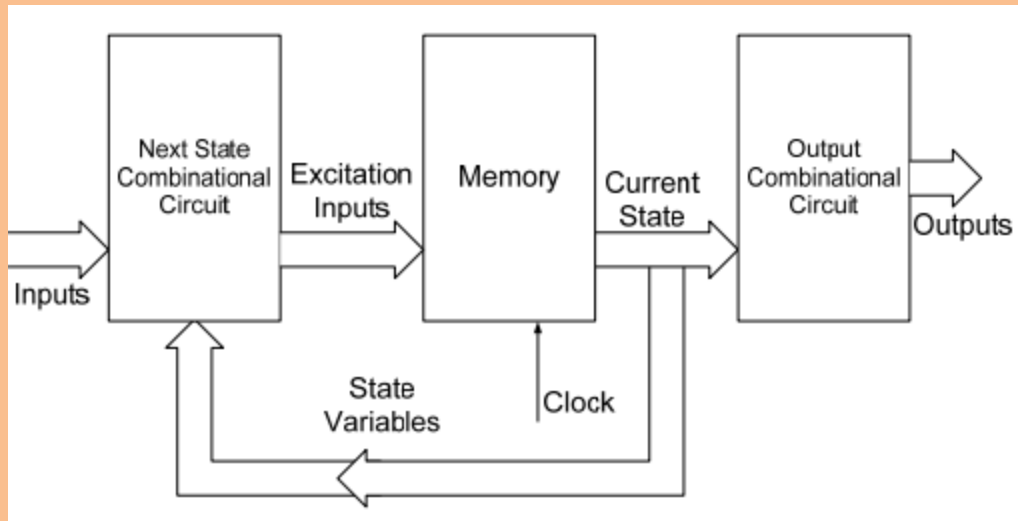 Next State
Combinational
Circuit
Excitation
Inputs
Memory
Current
State
Output
Combinational
Circuit
Outputs
Inputs
State
Variables
Clock